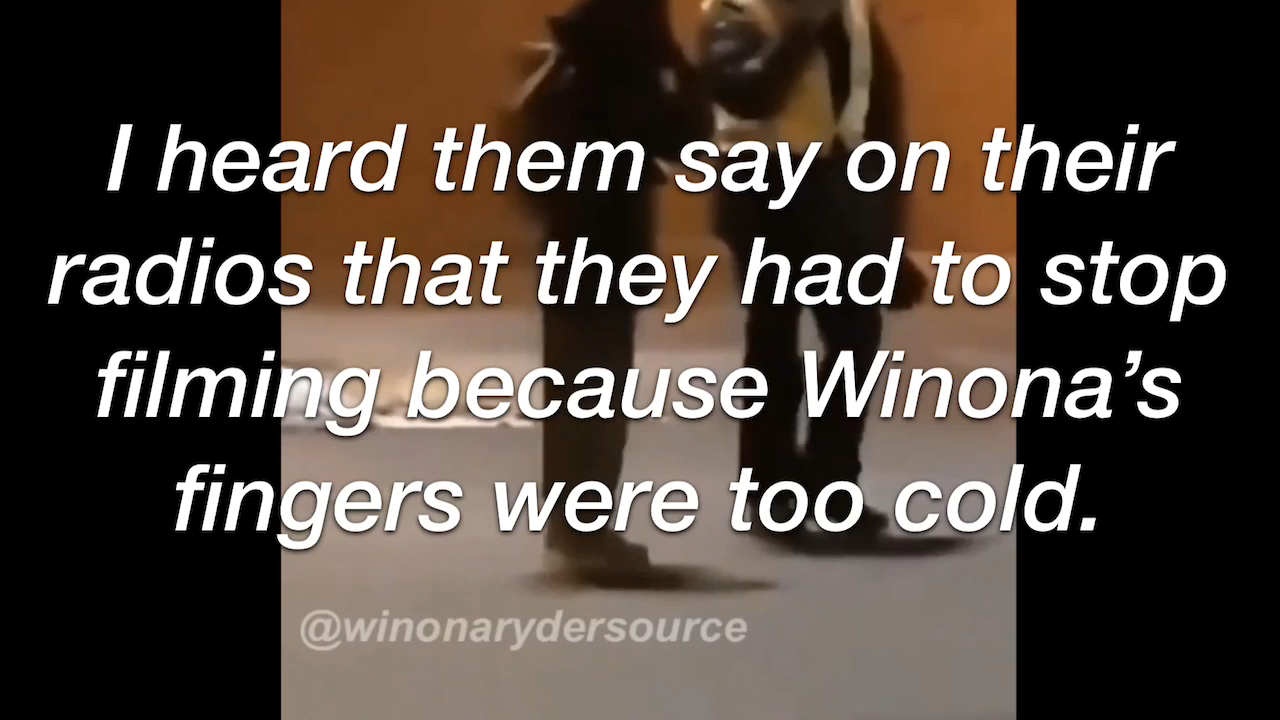 I heard them say on their
radios that they had to stop
filming because Winona’s
fingers were too cold.
@winonarydersource